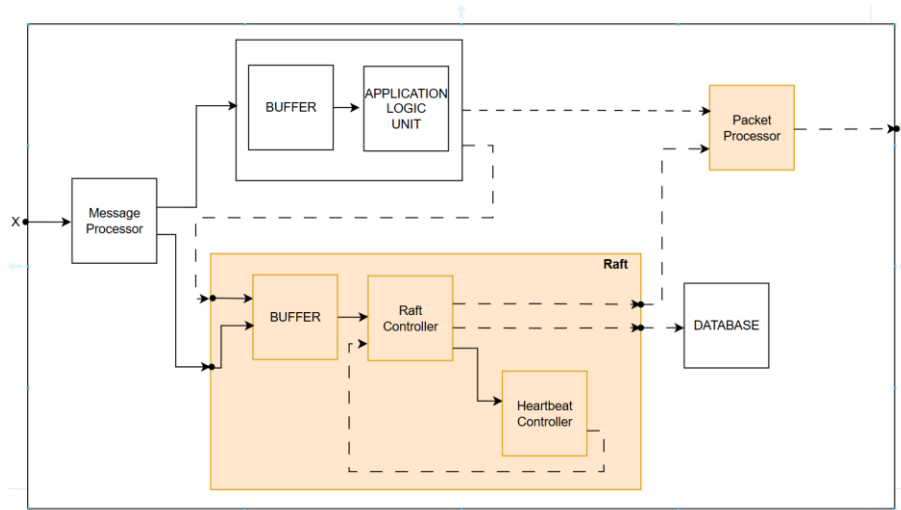 BUFFER
APPLICATION
LOGIC
UNIT
Packet
Processor
X
Message
Processor
Raft
BUFFER
Raft
Controller
DATABASE
Heartbeat
Controller